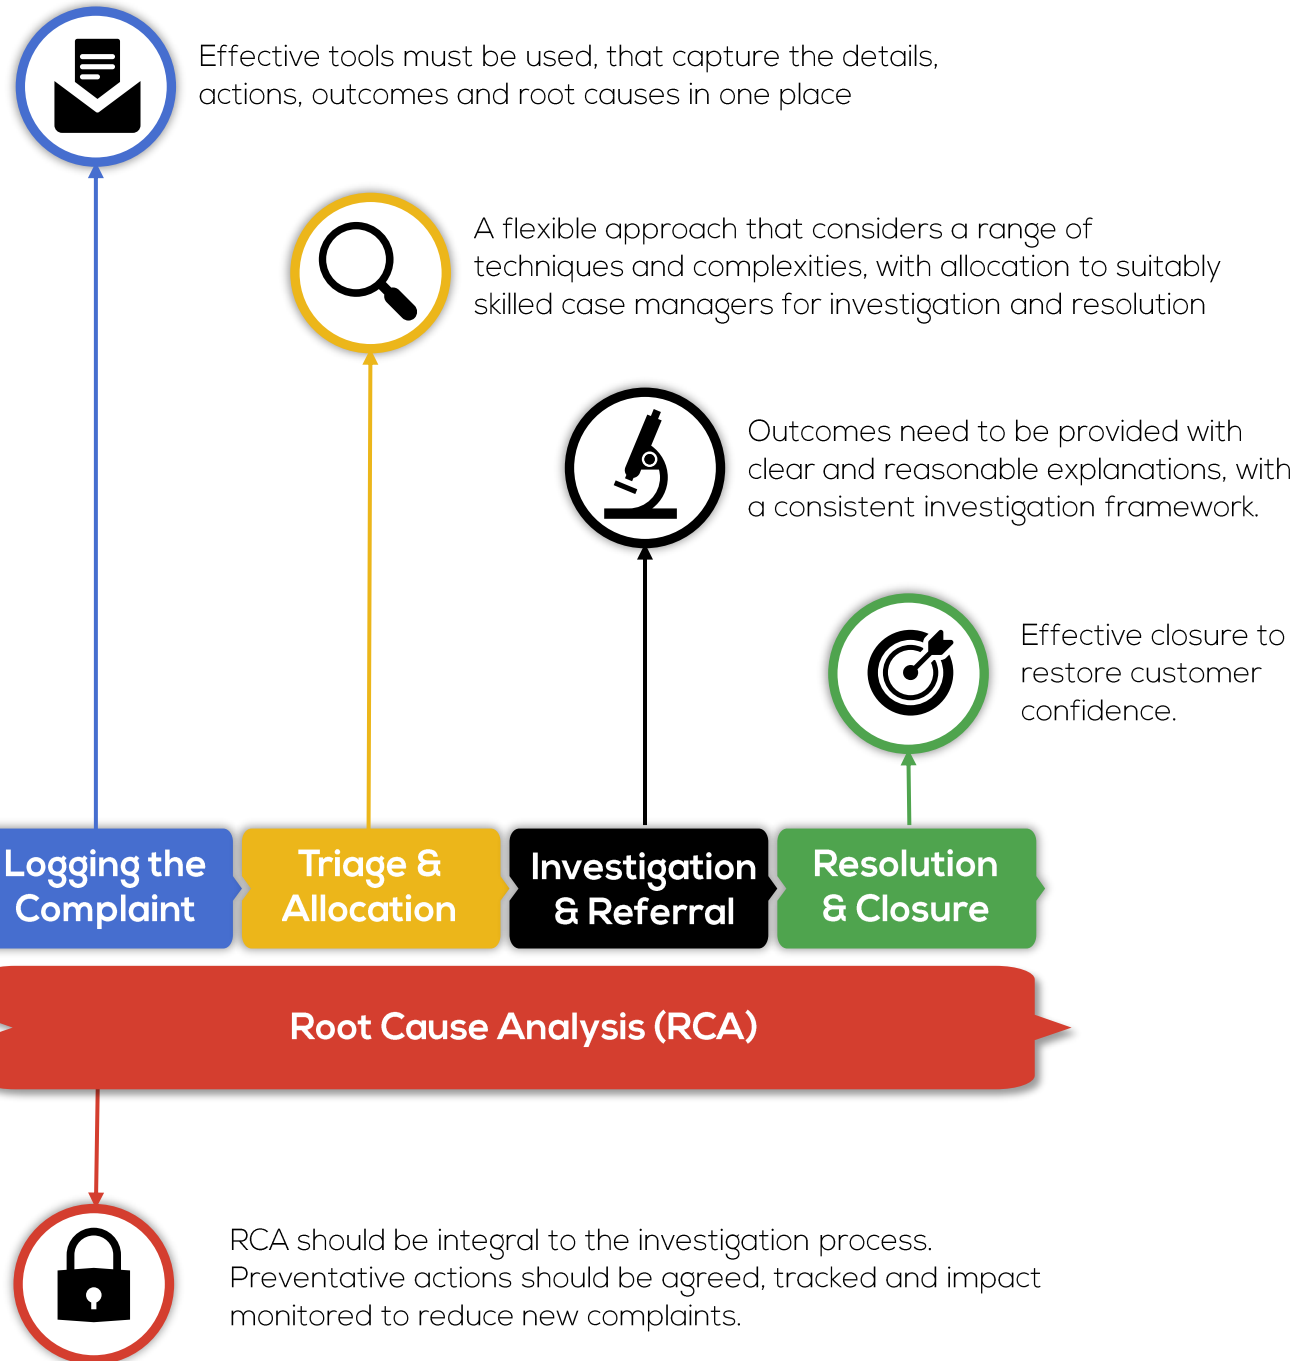 Effective tools must be used, that capture the details,
actions, outcomes and root causes in one place
A flexible approach that considers a range of
techniques and complexities, with allocation to suitably
skilled case managers for investigation and resolution
Outcomes need to be provided with
clear and reasonable explanations, with
a consistent investigation framework.
Effective closure to
restore customer
confidence.
Logging the
Complaint
Triage &
Allocation
Investigation
& Referral
Resolution
& Closure
Root Cause Analysis (RCA)
RCA should be integral to the investigation process.
Preventative actions should be agreed, tracked and impact
monitored to reduce new complaints.